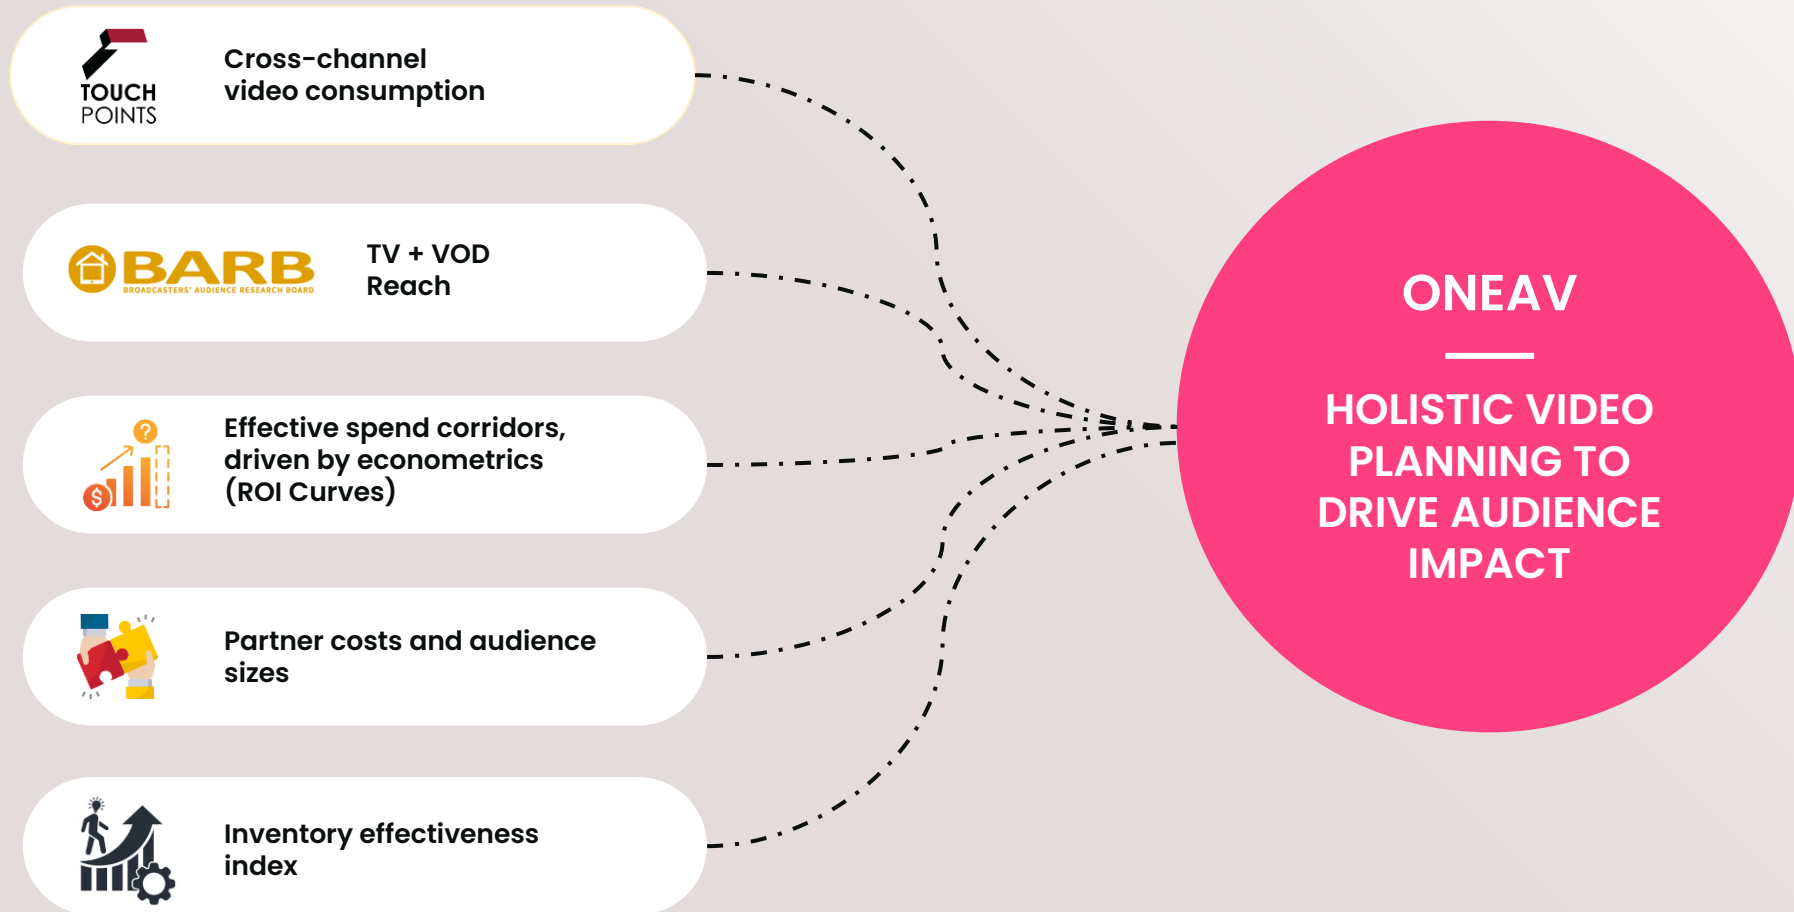 TOUCH
POINTS
Cross-channel
video consumption
BARB
BROADCASTERS' AUDIENCE RESEARCH BOARD
TV + VOD
Reach
?
$
Effective spend corridors,
driven by econometrics
(ROI Curves)
Partner costs and audience
sizes
Inventory effectiveness
index
ONEAV
HOLISTIC VIDEO
PLANNING TO
DRIVE AUDIENCE
IMPACT